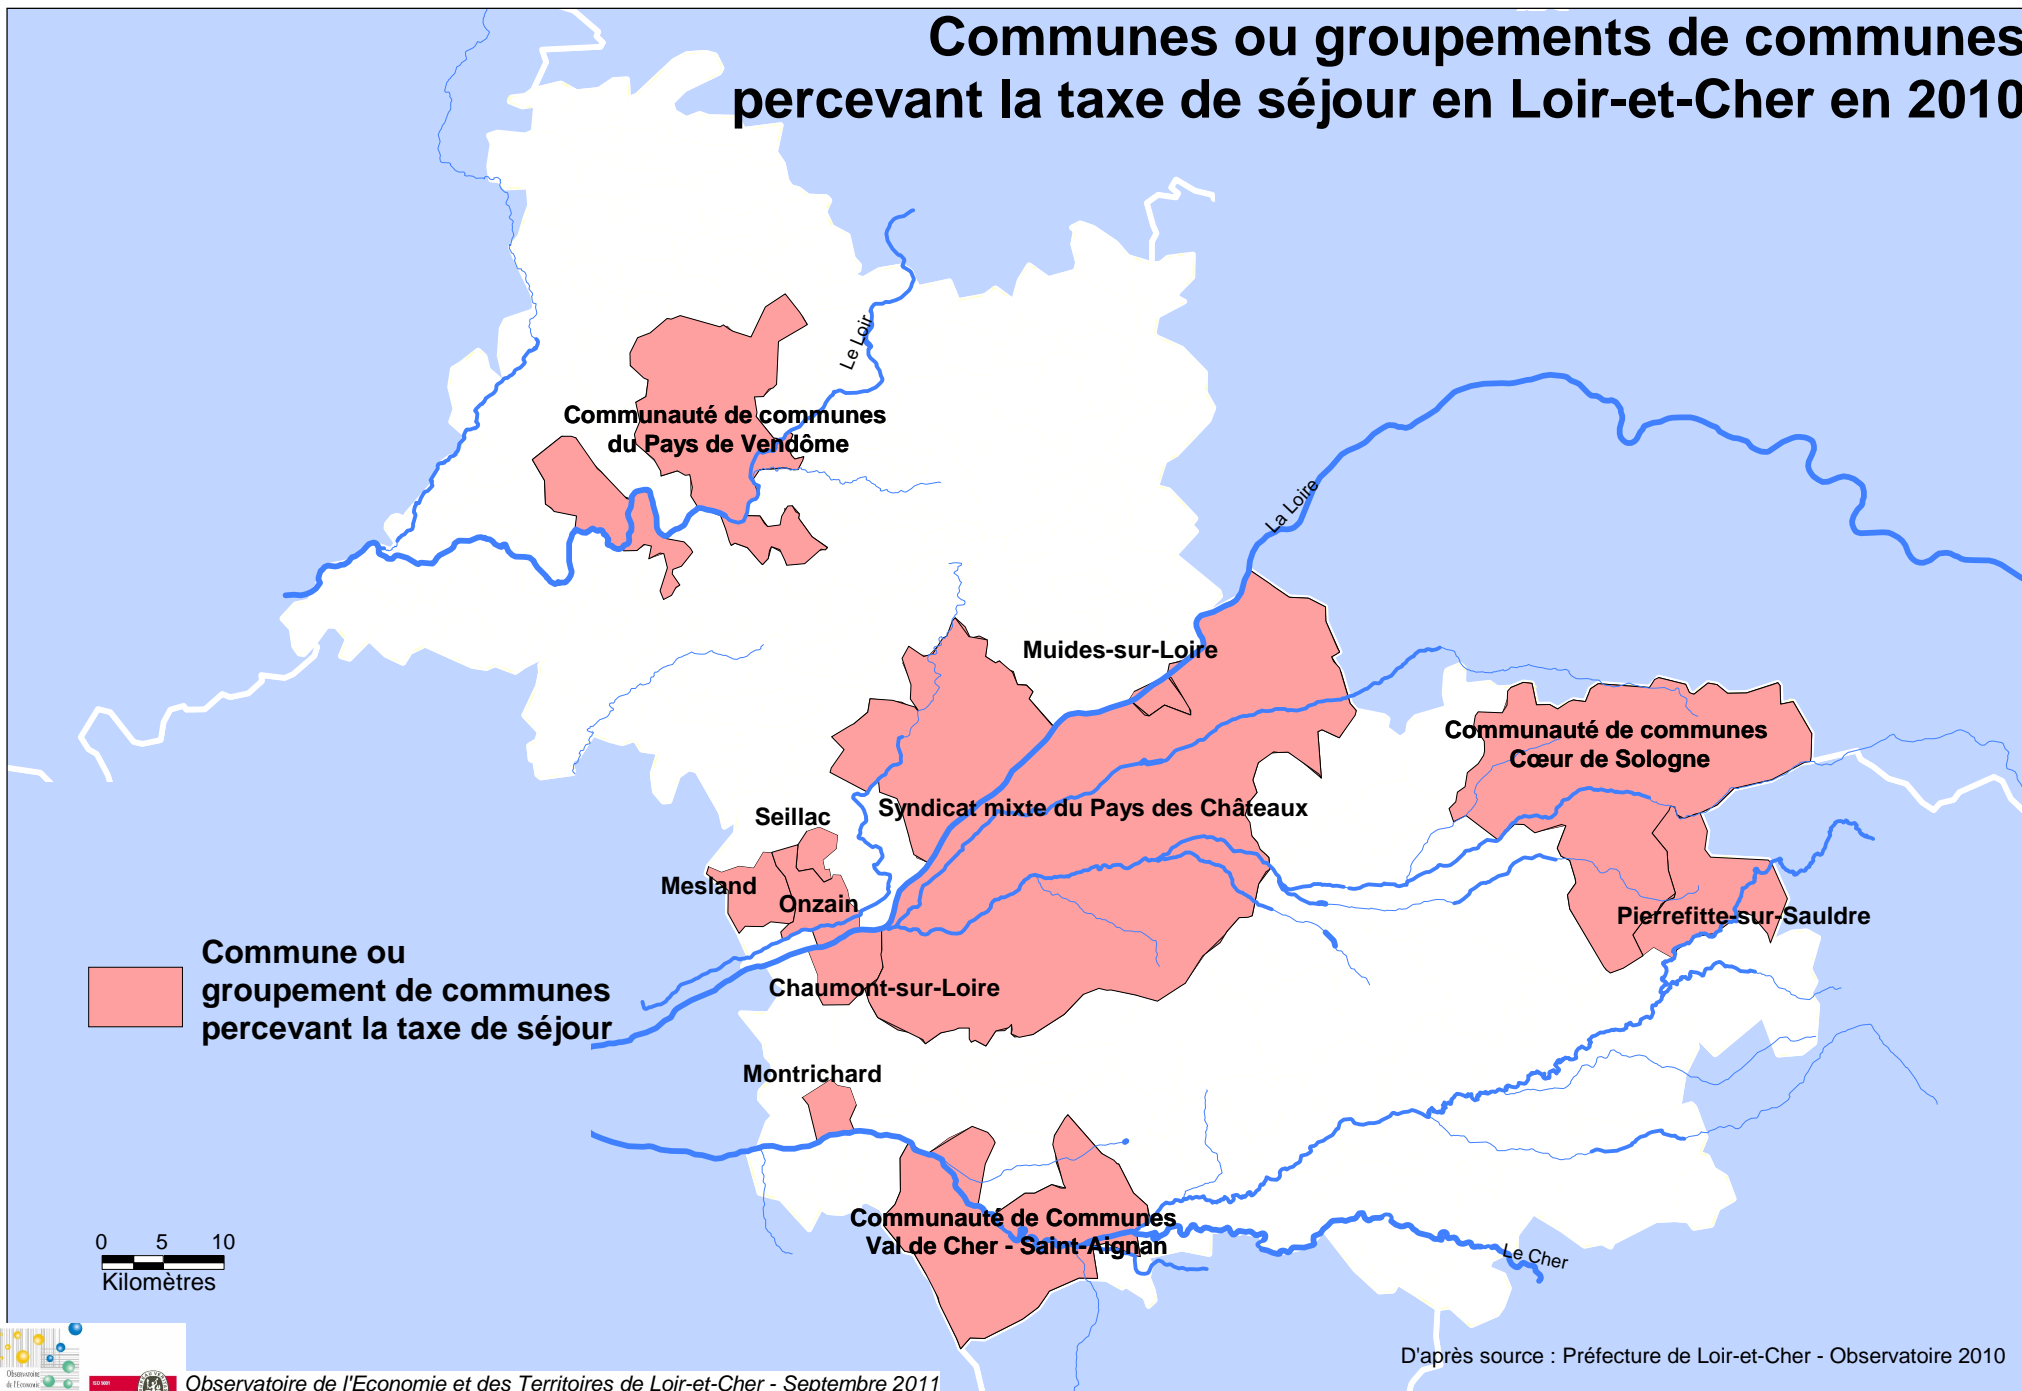 Communes ou groupements de communes
percevant la taxe de séjour en Loir-et-Cher en 2010
Le Loir
Communauté de communes
du Pays de Vendôme
La Loire
Muides-sur-Loire
Communauté de communes
Cœur de Sologne
Syndicat mixte du Pays des Châteaux
Seillac
Mesland
Onzain
Pierrefitte-sur-Sauldre
Chaumont-sur-Loire
Commune ou
groupement de communes
percevant la taxe de séjour
Montrichard
Communauté de Communes
Val de Cher - Saint-Aignan
Le Cher
0 5 10
Kilomètres
D'après source : Préfecture de Loir-et-Cher - Observatoire 2010
Observatoire
de l'Economie
ISO 9001
Observatoire de l'Economie et des Territoires de Loir-et-Cher - Septembre 2011